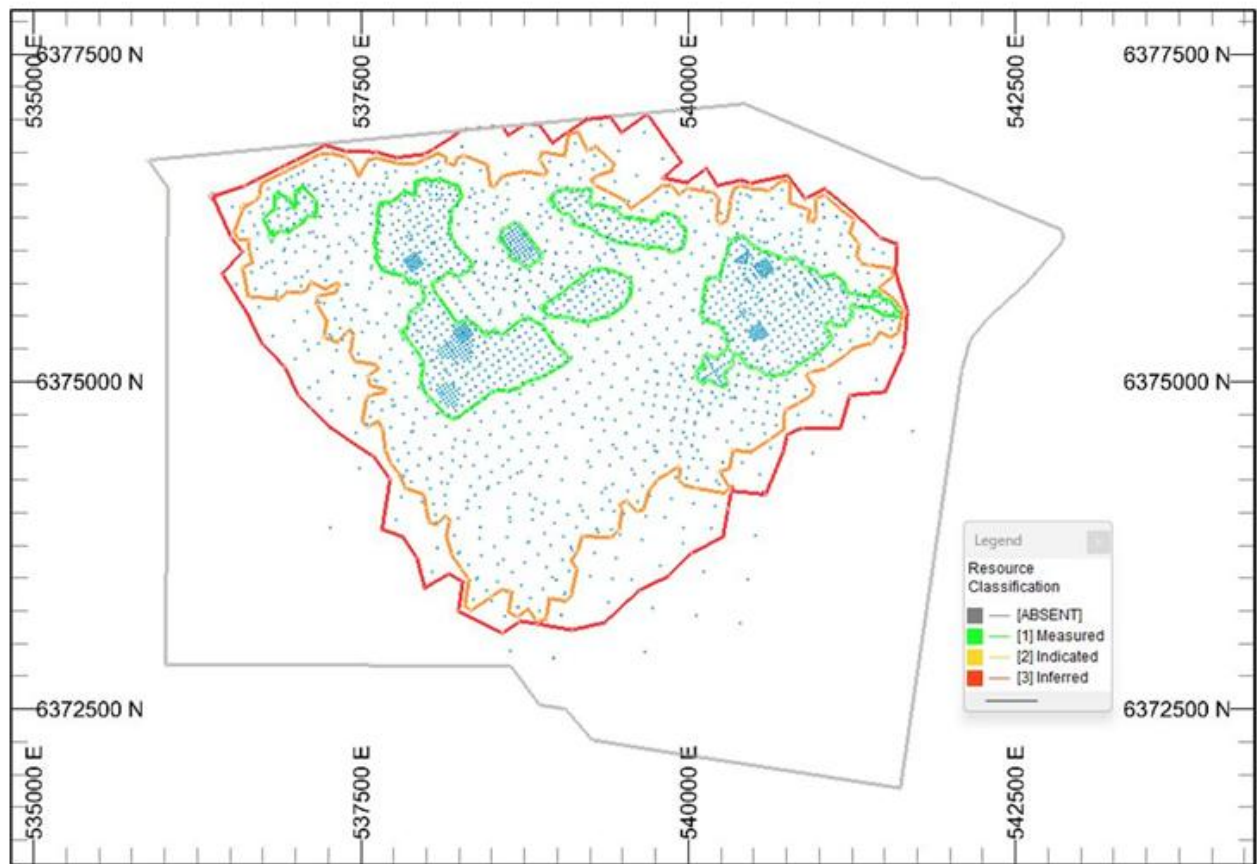 535000 E
537500 E
540000 E
542500 E
6377500 N
6377500 N
6375000 N
6375000 N
Legend
Resource
Classification
[ABSENT]
[1] Measured
[2] Indicated
[3] Inferred
6372500 N
6372500 N
535000 E
537500 E
540000 E
542500 E